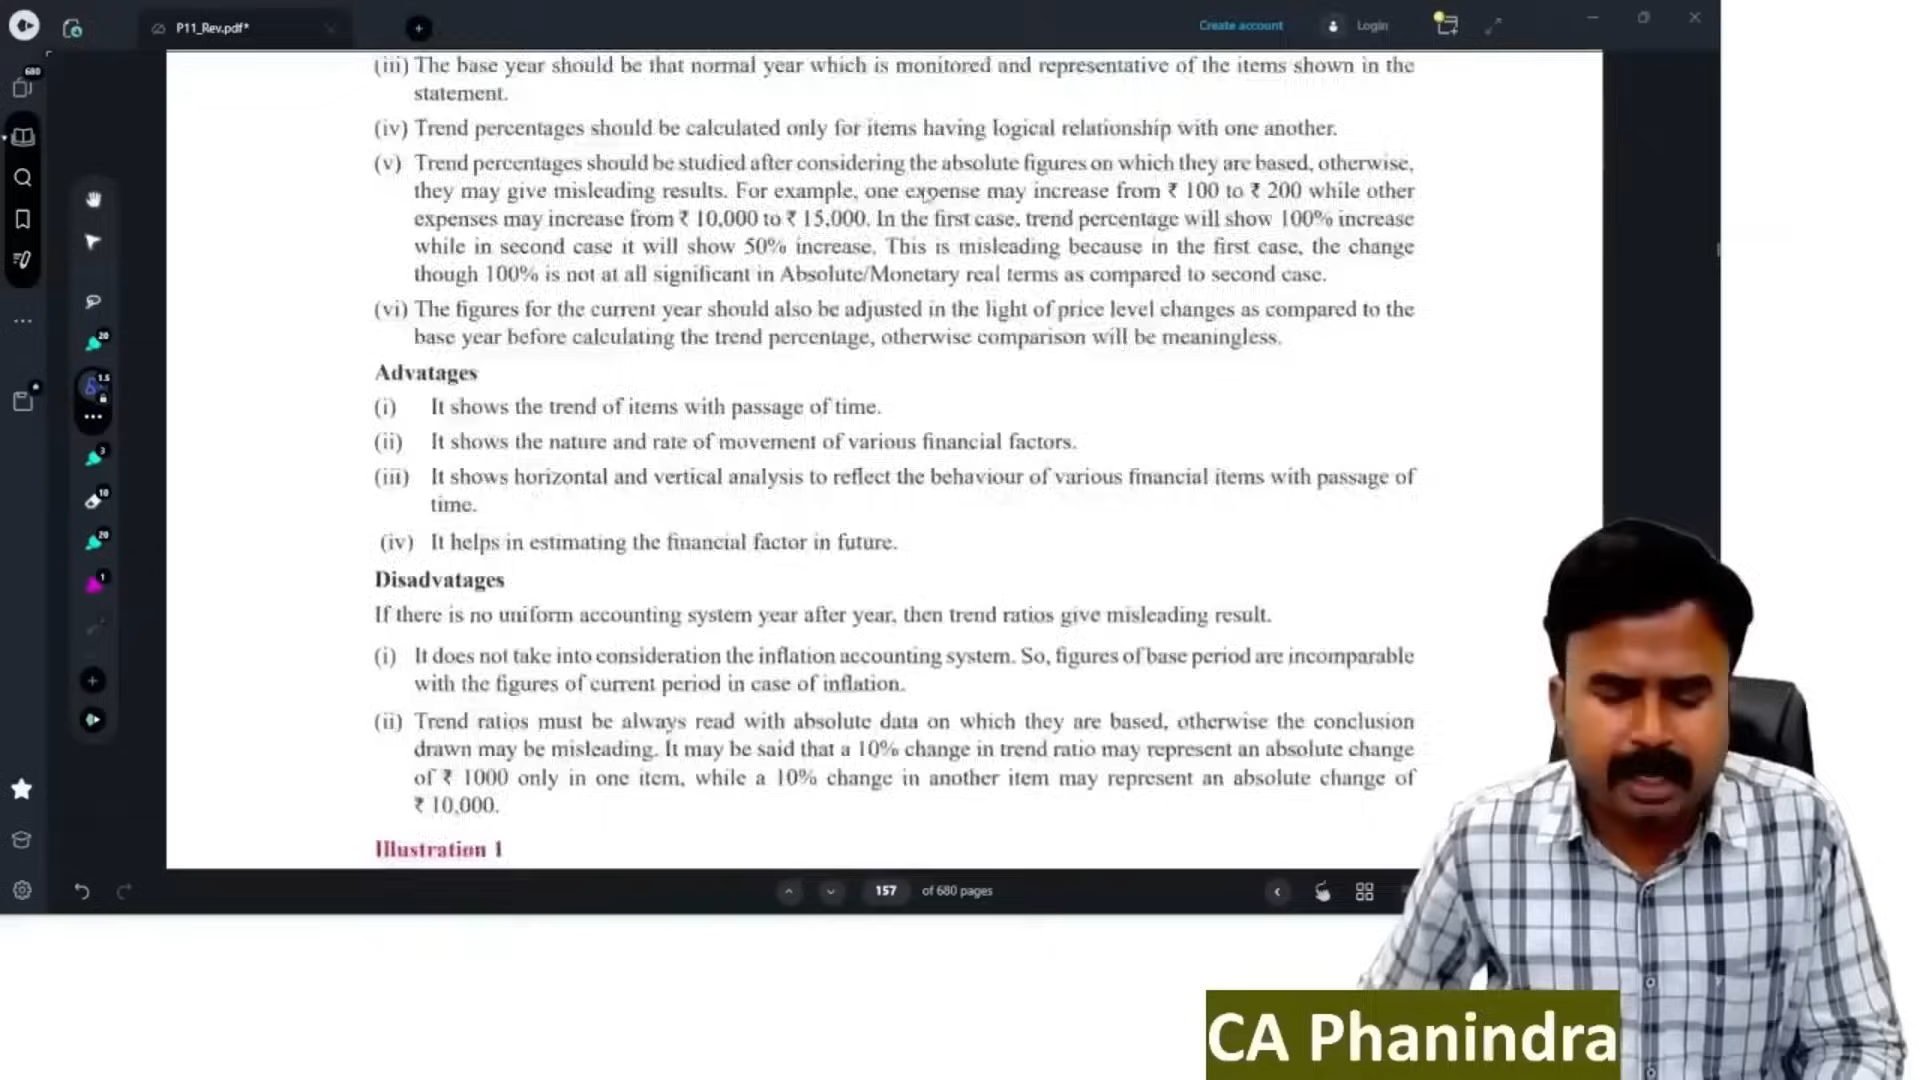 P11_Rev.pdf*
Create account
Login
680
(iii) The base year should be that normal year which is monitored and representative of the items shown in the
statement.
(iv) Trend percentages should be calculated only for items having logical relationship with one another.
(v) Trend percentages should be studied after considering the absolute figures on which they are based, otherwise,
they may give misleading results. For example, one expense may increase from ₹ 100 to ₹ 200 while other
expenses may increase from ₹ 10,000 to ₹ 15,000. In the first case, trend percentage will show 100% increase
while in second case it will show 50% increase. This is misleading because in the first case, the change
though 100% is not at all significant in Absolute/Monetary real terms as compared to second case.
(vi) The figures for the current year should also be adjusted in the light of price level changes as compared to the
base year before calculating the trend percentage, otherwise comparison will be meaningless.
Advatages
(i) It shows the trend of items with passage of time.
(ii) It shows the nature and rate of movement of various financial factors.
(iii) It shows horizontal and vertical analysis to reflect the behaviour of various financial items with passage of
time.
(iv) It helps in estimating the financial factor in future.
Disadvatages
If there is no uniform accounting system year after year, then trend ratios give misleading result.
(i) It does not take into consideration the inflation accounting system. So, figures of base period are incomparable
with the figures of current period in case of inflation.
(ii) Trend ratios must be always read with absolute data on which they are based, otherwise the conclusion
drawn may be misleading. It may be said that a 10% change in trend ratio may represent an absolute change
of ₹ 1000 only in one item, while a 10% change in another item may represent an absolute change of
₹ 10,000.
Illustration 1
20
1.5
3
10
20
1
157 of 680 pages
CA Phanindra